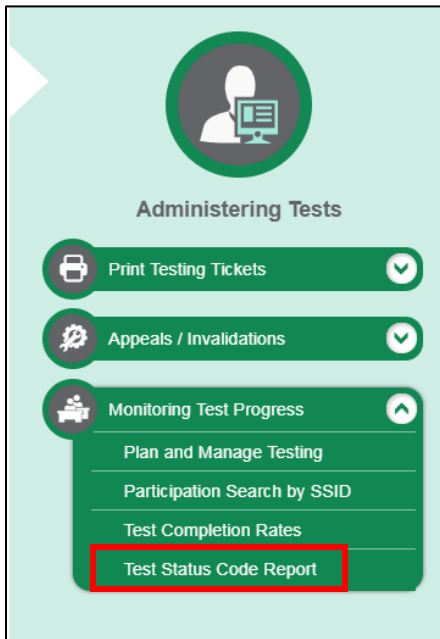 Administering Tests
Print Testing Tickets
Appeals / Invalidations
Monitoring Test Progress
Plan and Manage Testing
Participation Search by SSID
Test Completion Rates
Test Status Code Report